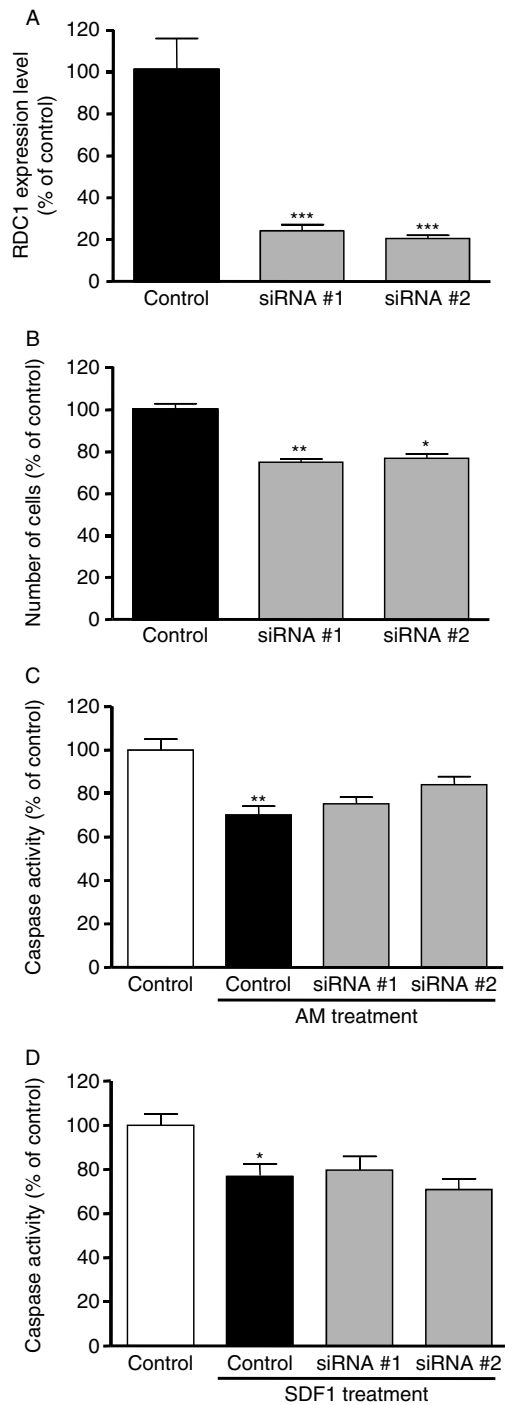 A
RDC1 expression level
(% of control)
120
100
80
60
40
20
0
***
***
Control siRNA #1 siRNA #2
B
Number of cells (% of control)
120
100
80
60
40
20
0
**
*
Control siRNA #1 siRNA #2
C
Caspase activity (% of control)
120
100
80
60
40
20
0
**
Control Control siRNA #1 siRNA #2
AM treatment
D
Caspase activity (% of control)
120
100
80
60
40
20
0
*
Control Control siRNA #1 siRNA #2
SDF1 treatment